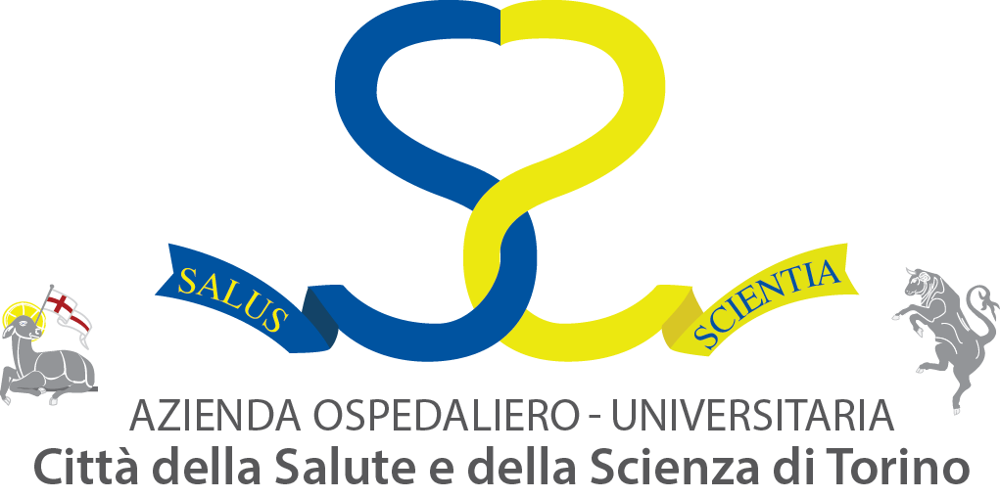 SALUS
SCIENTIA
AZIENDA OSPEDALIERO - UNIVERSITARIA
Città della Salute e della Scienza di Torino